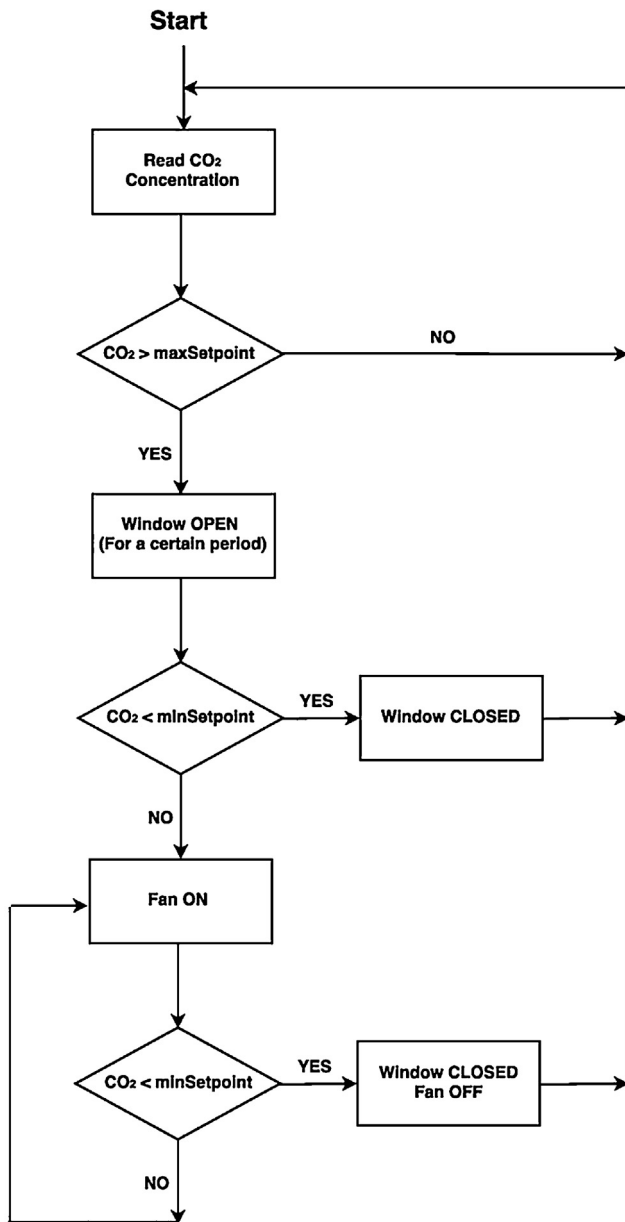 Start
Read CO₂
Concentration
CO₂ > maxSetpoint
NO
YES
Window OPEN
(For a certain period)
CO₂ < minSetpoint
YES
Window CLOSED
NO
Fan ON
CO₂ < minSetpoint
YES
Window CLOSED
Fan OFF
NO